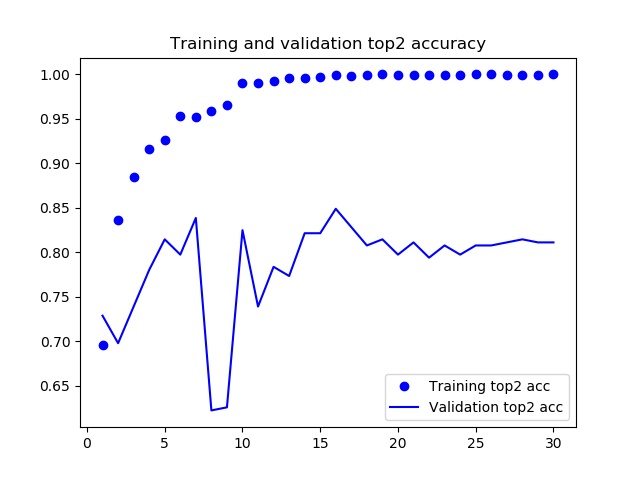 Training and validation top2 accuracy
1.00
0.95
0.90
0.85
0.80
0.75
0.70
0.65
Training top2 acc
Validation top2 acc
0 5 10 15 20 25 30